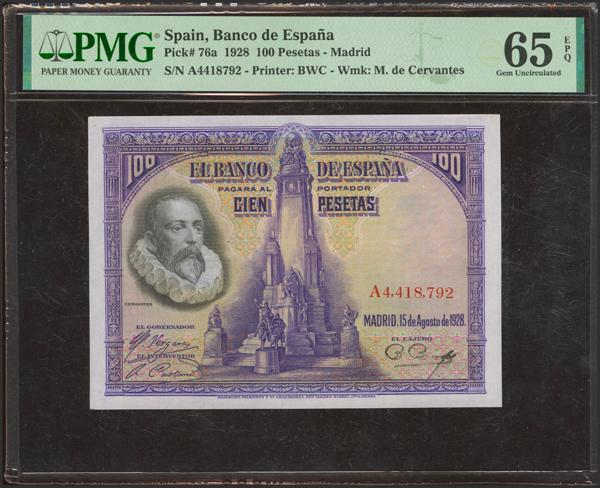 PMG
PAPER MONEY GUARANTY
Spain, Banco de España
Pick# 76a 1928 100 Pesetas - Madrid
S/N A4418792 - Printer: BWC - Wmk: M. de Cervantes
65 EPQ
Gem Uncirculated
100 100
EL BANCO DE ESPAÑA
PAGARÁ AL PORTADOR
CIEN PESETAS
A4,418,792
CERVANTES
MADRID, 15 de Agosto de 1928.
EL GOBERNADOR
EL CAJERO
EL INTERVENTOR